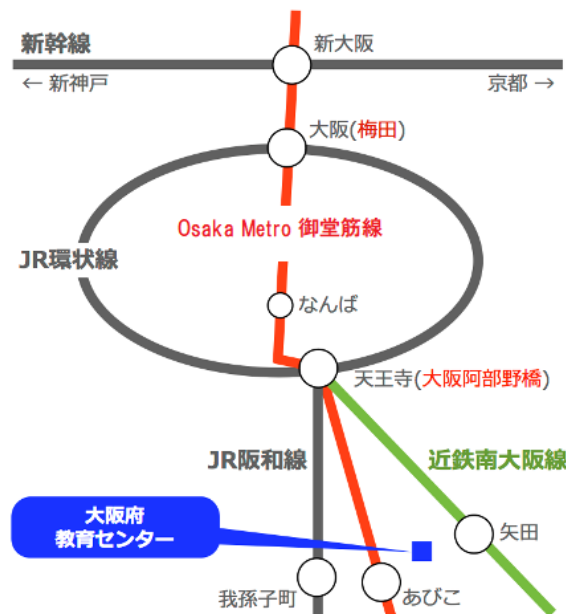 新幹線
新大阪
← 新神戸
京都 →
大阪(梅田)
Osaka Metro 御堂筋線
JR環状線
なんば
天王寺(大阪阿部野橋)
JR阪和線
近鉄南大阪線
大阪府
教育センター
矢田
我孫子町
あびこ